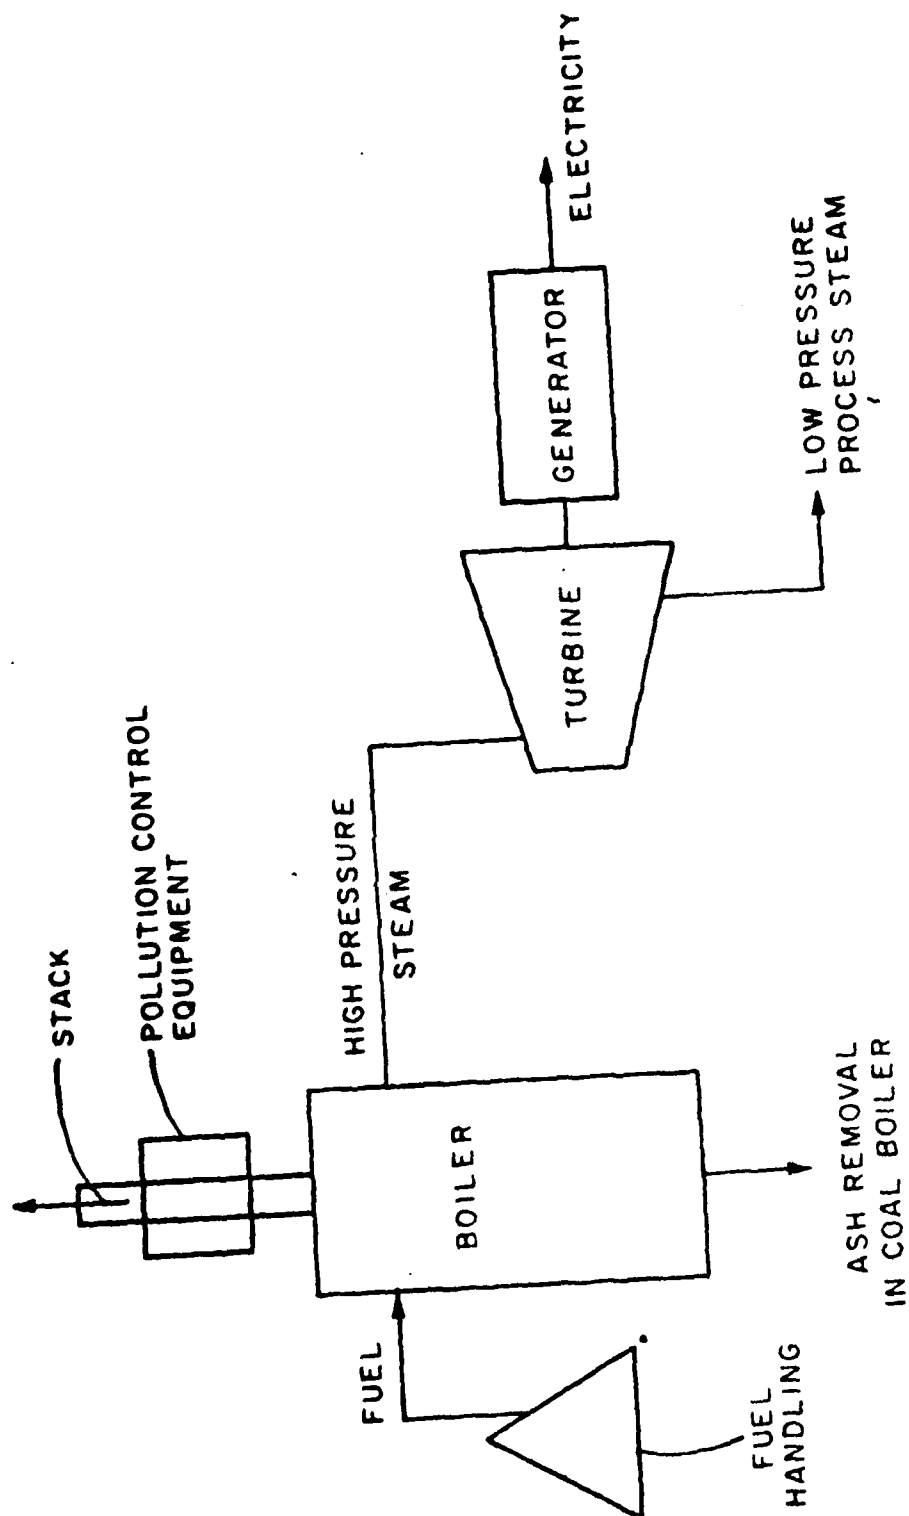 STACK
POLLUTION CONTROL
EQUIPMENT
HIGH PRESSURE
STEAM
FUEL
BOILER
TURBINE
GENERATOR
ELECTRICITY
LOW PRESSURE
PROCESS STEAM
FUEL
HANDLING
ASH REMOVAL
IN COAL BOILER